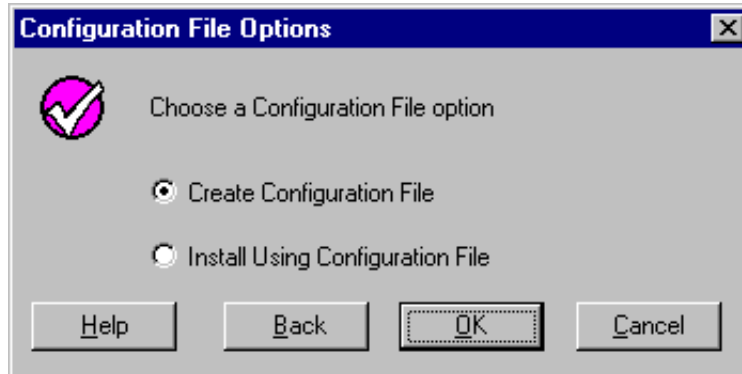 Configuration File Options
Choose a Configuration File option
Create Configuration File
Install Using Configuration File
Help Back OK Cancel